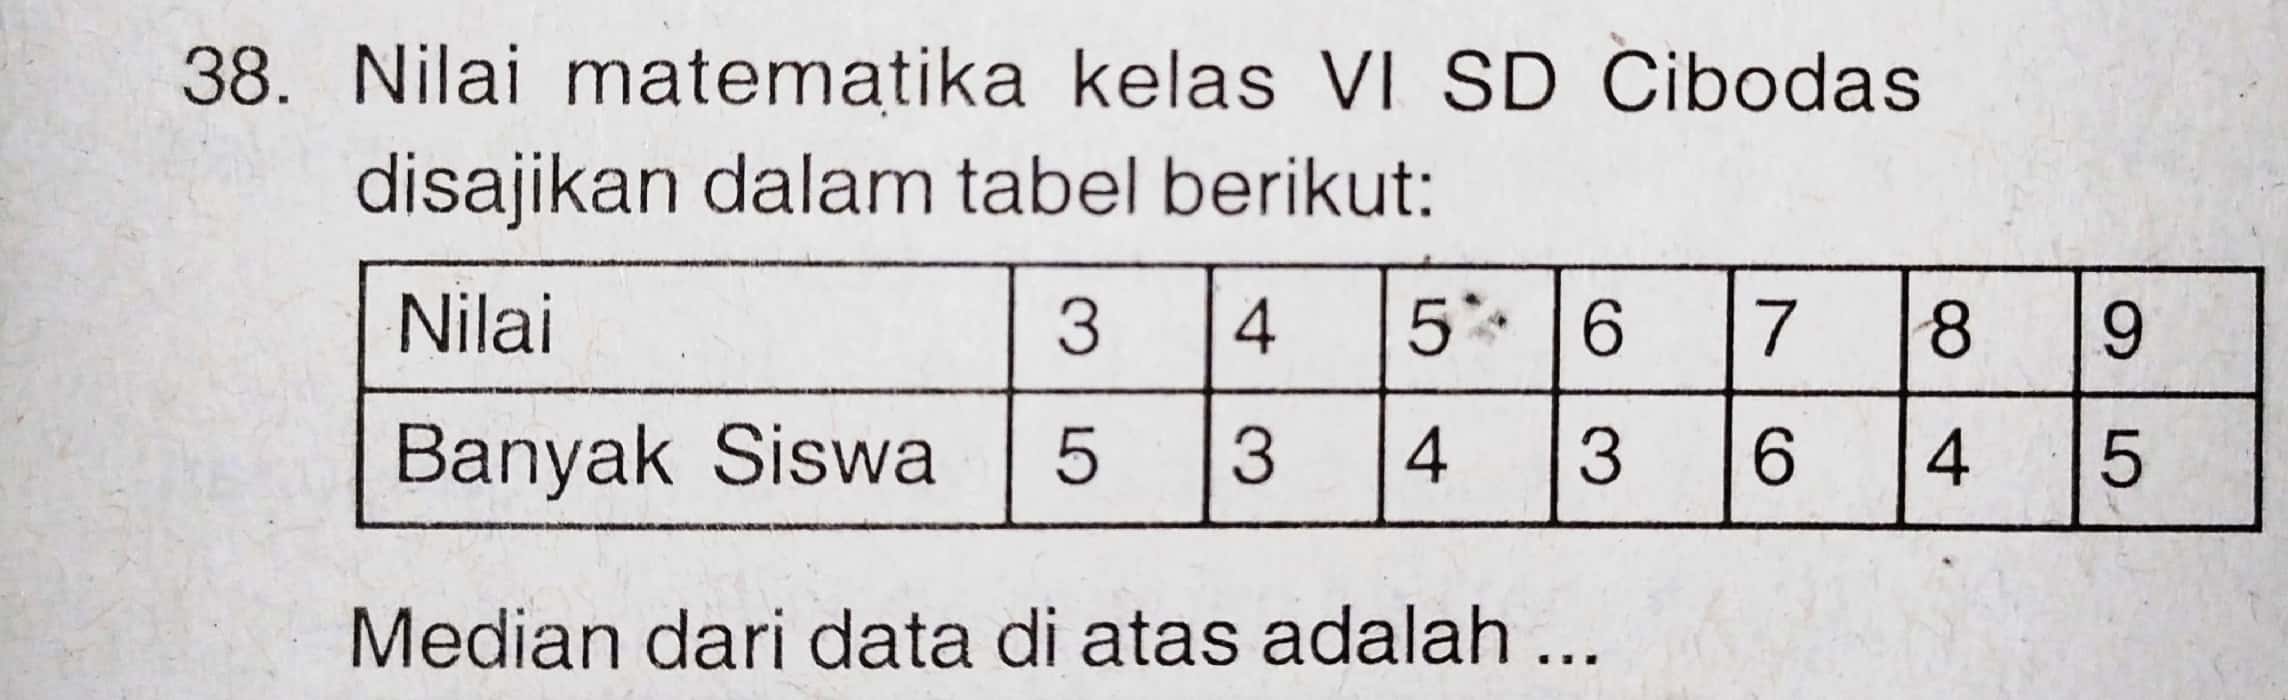 38. Nilai matematika kelas VI SD Cibodas
disajikan dalam tabel berikut:
Nilai 3 4 5 6 7 8 9
Banyak Siswa 5 3 4 3 6 4 5
Median dari data di atas adalah ...